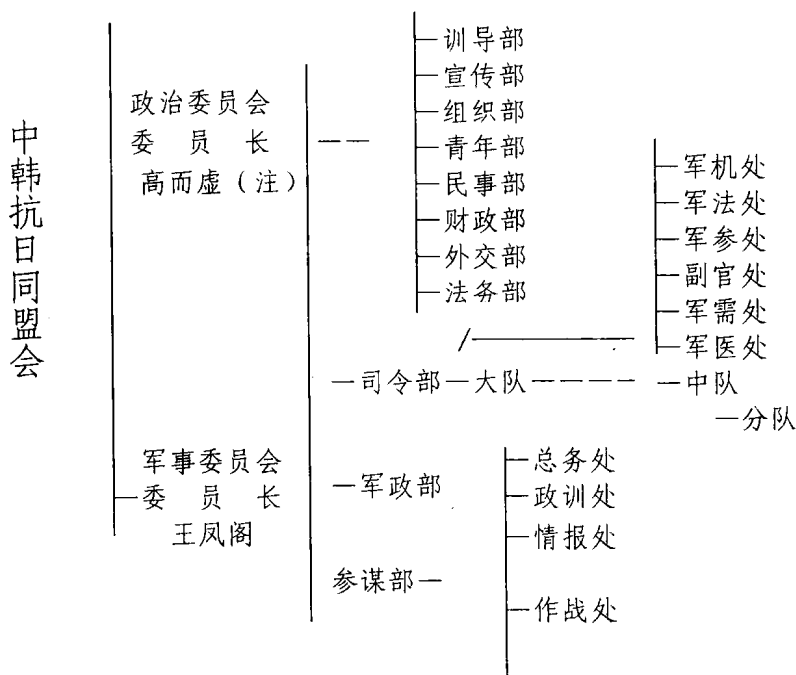 中韩抗日同盟会
政治委员会
委员长
高而虚（注）
训导部
宣传部
组织部
青年部
民事部
财政部
外交部
法务部
军机处
军法处
军参处
副官处
军需处
军医处
司令部
大队
中队
分队
军事委员会
委员长
王凤阁
军政部
参谋部
总务处
政训处
情报处
作战处